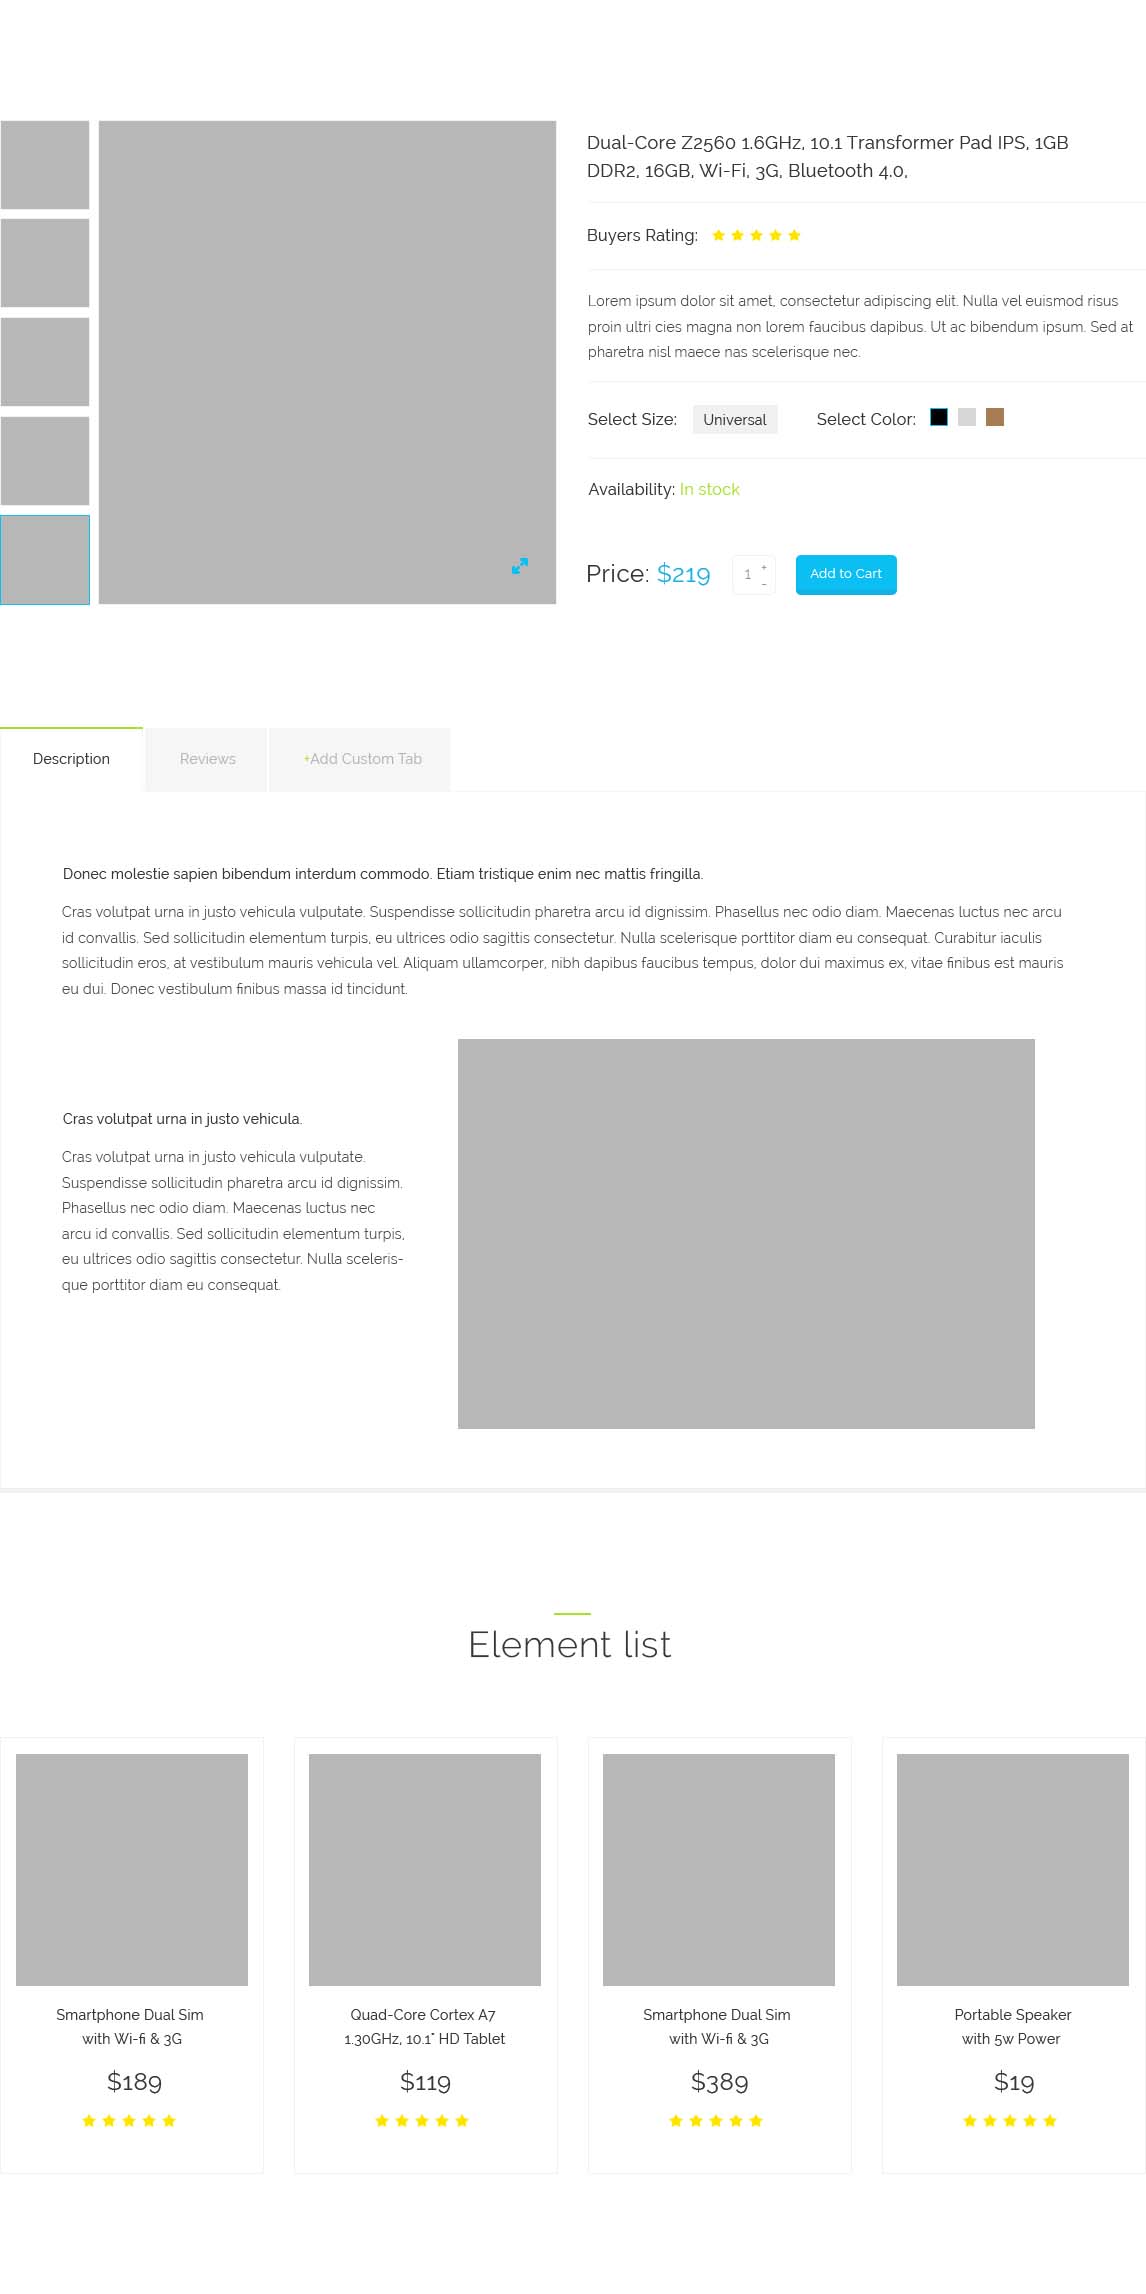 Dual-Core Z2560 1.6GHz, 10.1 Transformer Pad IPS, 1GB
DDR2, 16GB, Wi-Fi, 3G, Bluetooth 4.0,
Buyers Rating:
Lorem ipsum dolor sit amet, consectetur adipiscing elit. Nulla vel euismod risus
proin ultri cies magna non lorem faucibus dapibus. Ut ac bibendum ipsum. Sed at
pharetra nisl maece nas scelerisque nec.
Select Size: Universal Select Color:
Availability: In stock
Price: $219 1 + - Add to Cart
Description Reviews +Add Custom Tab
Donec molestie sapien bibendum interdum commodo. Etiam tristique enim nec mattis fringilla.
Cras volutpat urna in justo vehicula vulputate. Suspendisse sollicitudin pharetra arcu id dignissim. Phasellus nec odio diam. Maecenas luctus nec arcu
id convallis. Sed sollicitudin elementum turpis, eu ultrices odio sagittis consectetur. Nulla scelerisque porttitor diam eu consequat. Curabitur iaculis
sollicitudin eros, at vestibulum mauris vehicula vel. Aliquam ullamcorper, nibh dapibus faucibus tempus, dolor dui maximus ex, vitae finibus est mauris
eu dui. Donec vestibulum finibus massa id tincidunt.
Cras volutpat urna in justo vehicula.
Cras volutpat urna in justo vehicula vulputate.
Suspendisse sollicitudin pharetra arcu id dignissim.
Phasellus nec odio diam. Maecenas luctus nec
arcu id convallis. Sed sollicitudin elementum turpis,
eu ultrices odio sagittis consectetur. Nulla sceleris-
que porttitor diam eu consequat.
Element list
Smartphone Dual Sim
with Wi-fi & 3G
$189
Quad-Core Cortex A7
1.30GHz, 10.1" HD Tablet
$119
Smartphone Dual Sim
with Wi-fi & 3G
$389
Portable Speaker
with 5w Power
$19